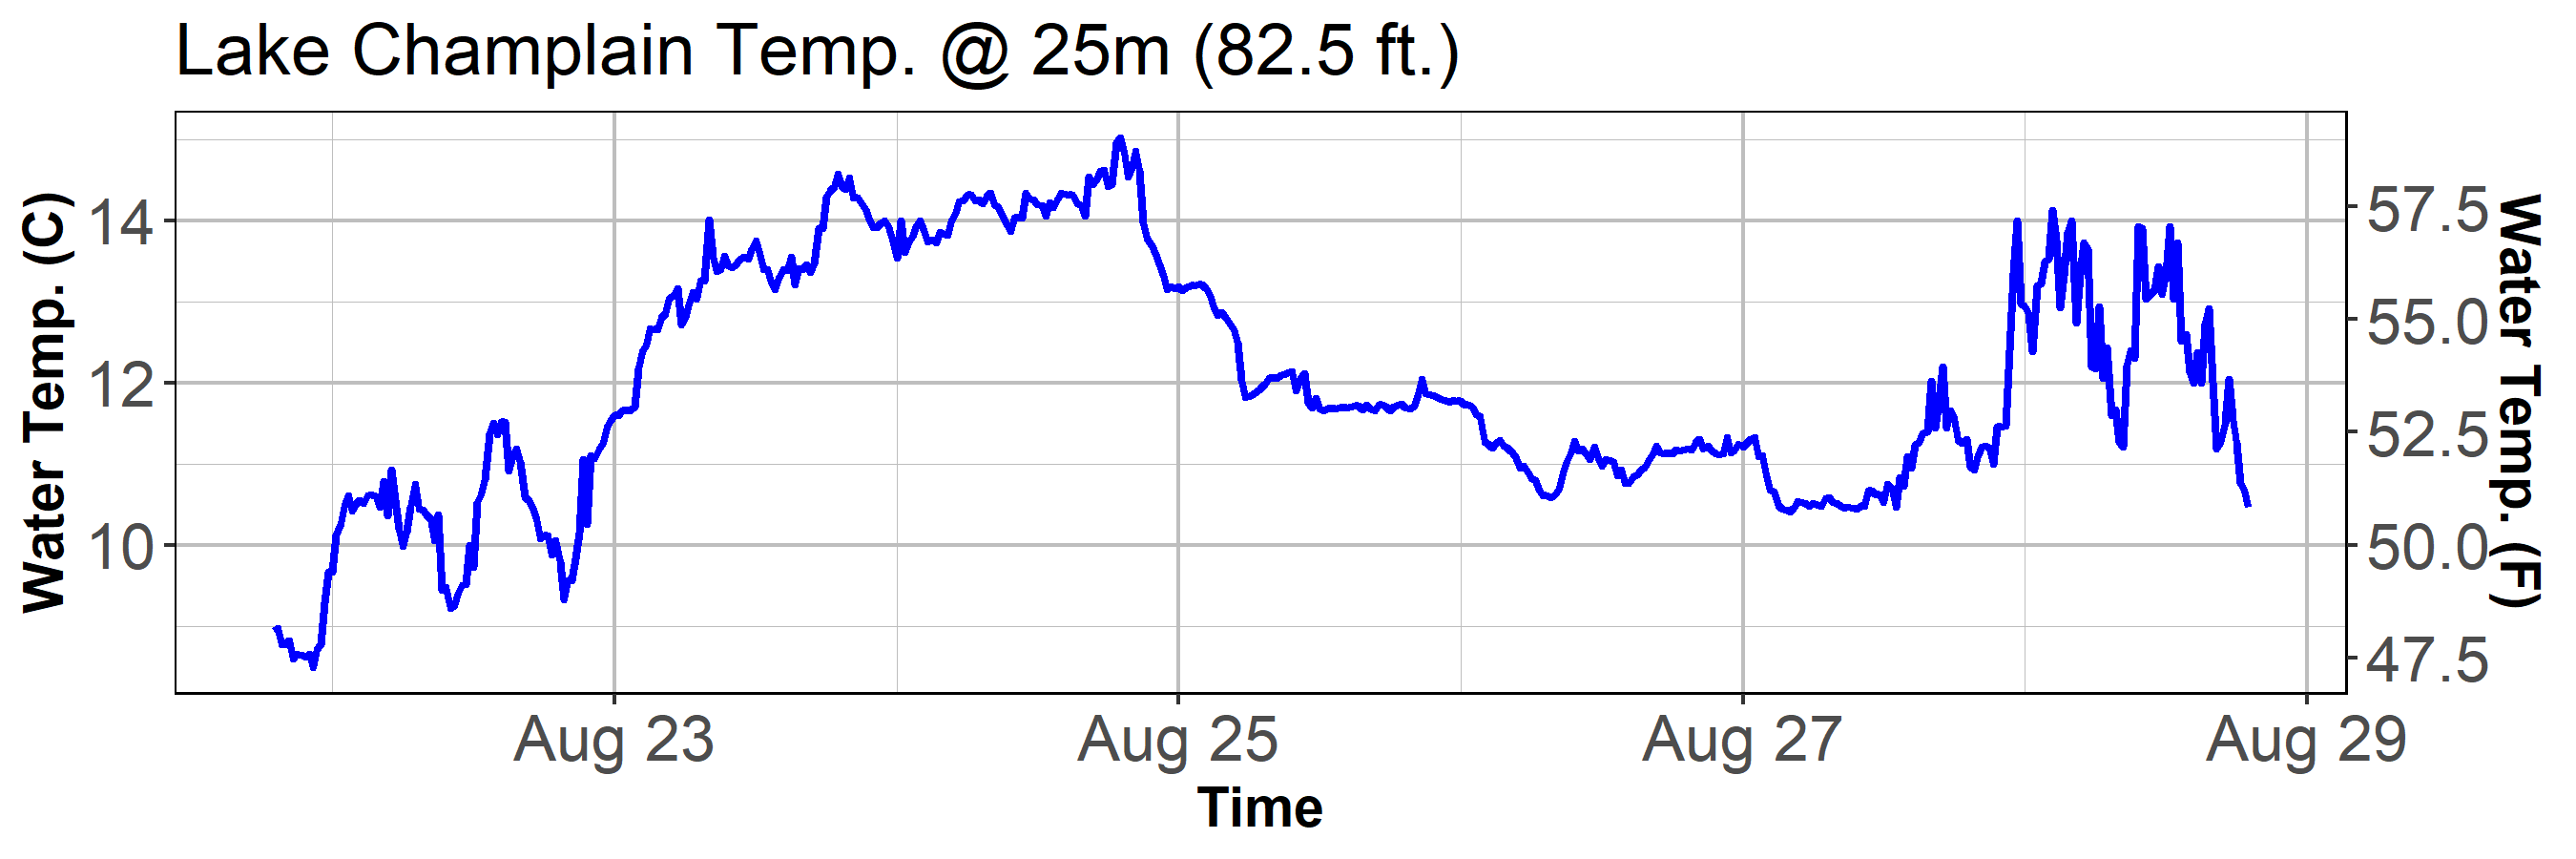 Lake Champlain Temp. @ 25m (82.5 ft.)
Water Temp. (C)
14
12
10
57.5
55.0
52.5
50.0
47.5
Water Temp. (F)
Aug 23
Aug 25
Aug 27
Aug 29
Time